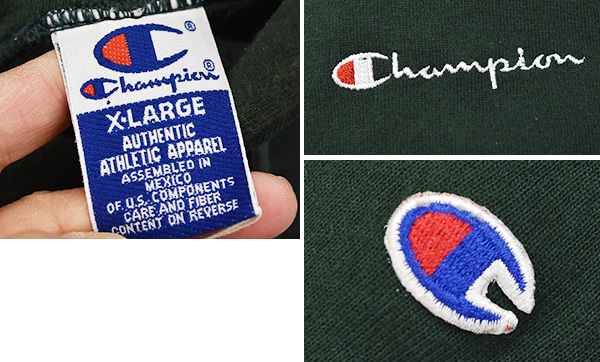 ®
Champion®
X-LARGE
AUTHENTIC
ATHLETIC APPAREL
ASSEMBLED IN
MEXICO
OF U.S. COMPONENTS
CARE AND FIBER
CONTENT ON REVERSE
Champion